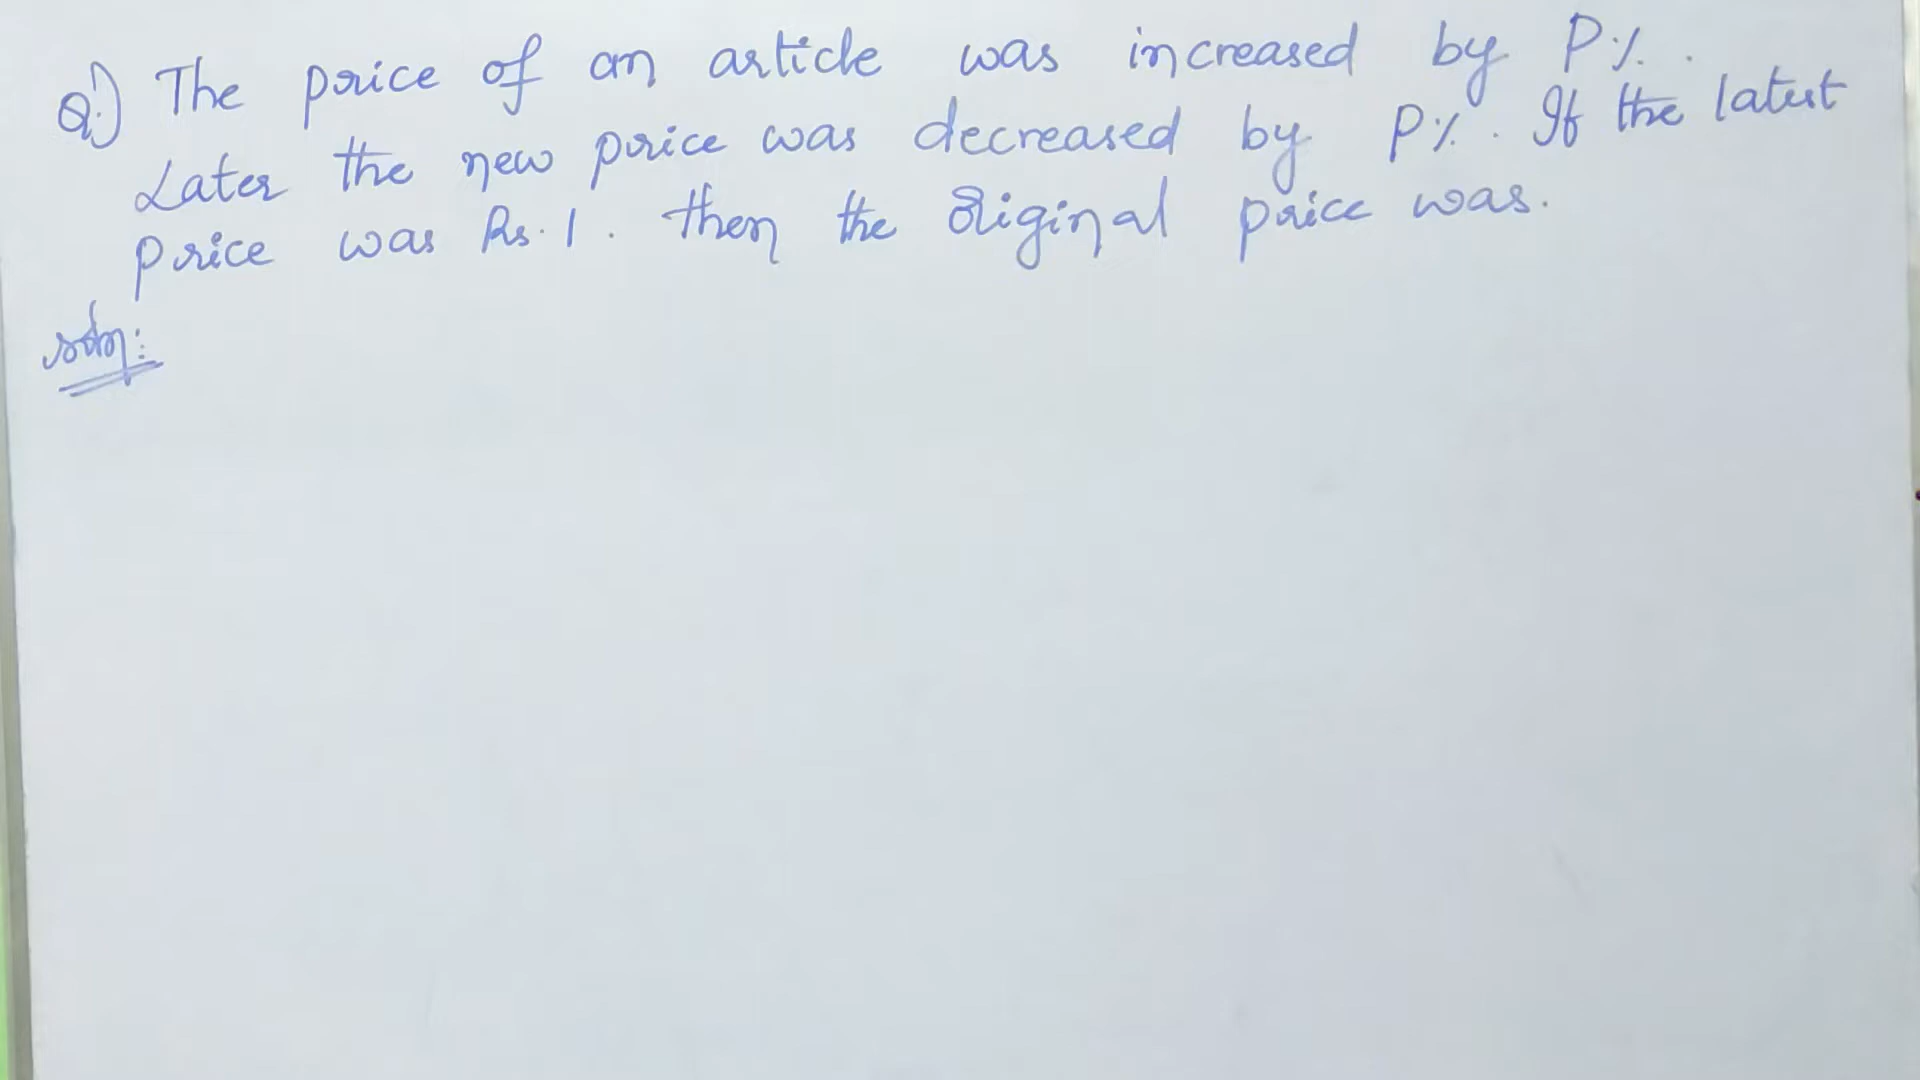 Q.) The price of an article was increased by P%.
Later the new price was decreased by P%. If the latest
price was Rs. 1. then the original price was.
soln: